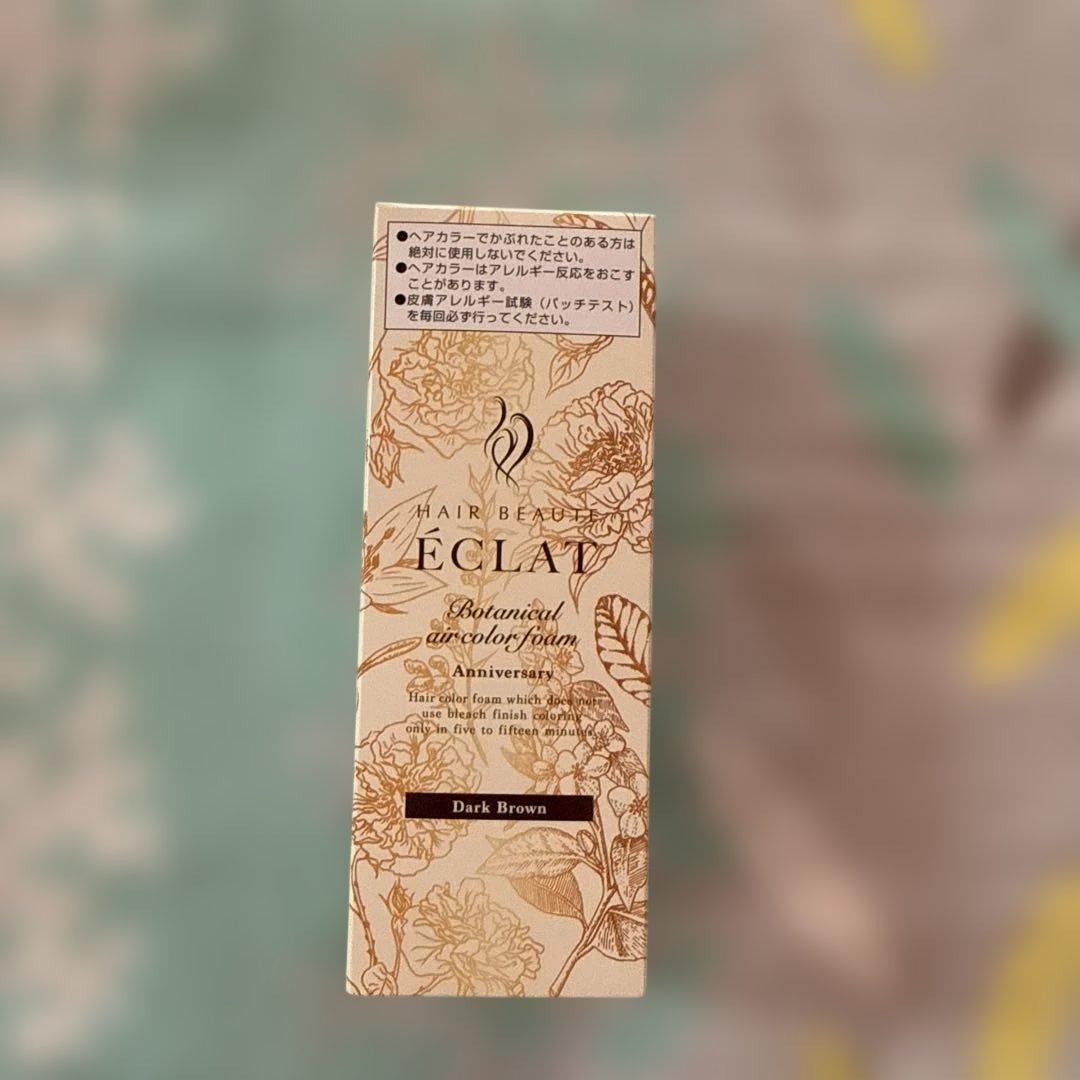 ●ヘアカラーでかぶれたことのある方は
絶対に使用しないでください。
●ヘアカラーはアレルギー反応をおこす
ことがあります。
●皮膚アレルギー試験（パッチテスト）
を毎回必ず行ってください。
HAIR BEAUTE
ÉCLAT
Botanical
air color foam
Anniversary
Hair color foam which does not
use bleach finish coloring
only in five to fifteen minutes.
Dark Brown